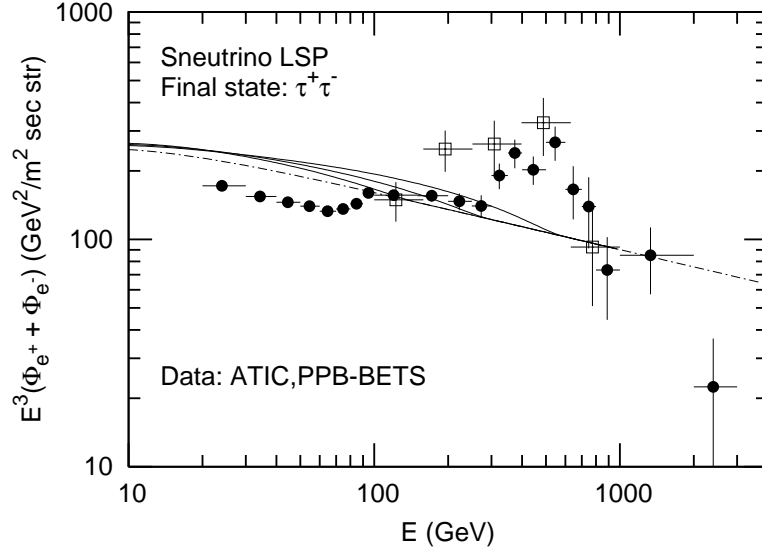 1000
Sneutrino LSP
Final state: τ⁺τ⁻
100
Data: ATIC,PPB-BETS
10
10 100 1000
E (GeV)
E³(Φₑ⁺ + Φₑ⁻) (GeV²/m² sec str)